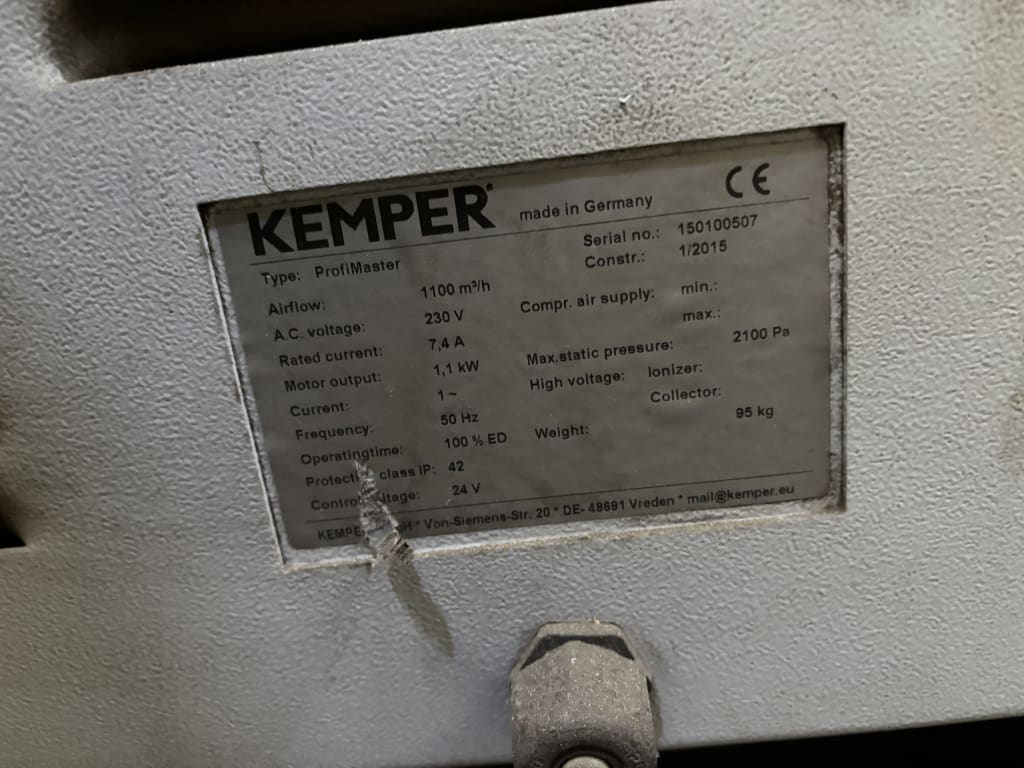 KEMPER
made in Germany
CE
Type: ProfiMaster
Serial no.: 150100507
Constr.: 1/2015
Airflow: 1100 m³/h
Compr. air supply: min.:
max.:
A.C. voltage: 230 V
Rated current: 7,4 A
Max.static pressure: 2100 Pa
Motor output: 1,1 kW
High voltage: Ionizer:
Collector:
Current: 1 ~
Frequency: 50 Hz
Weight: 95 kg
Operatingtime: 100 % ED
class IP: 42
24 V
Von-Siemens-Str. 20 * DE- 48691 Vreden * mail@kemper.eu